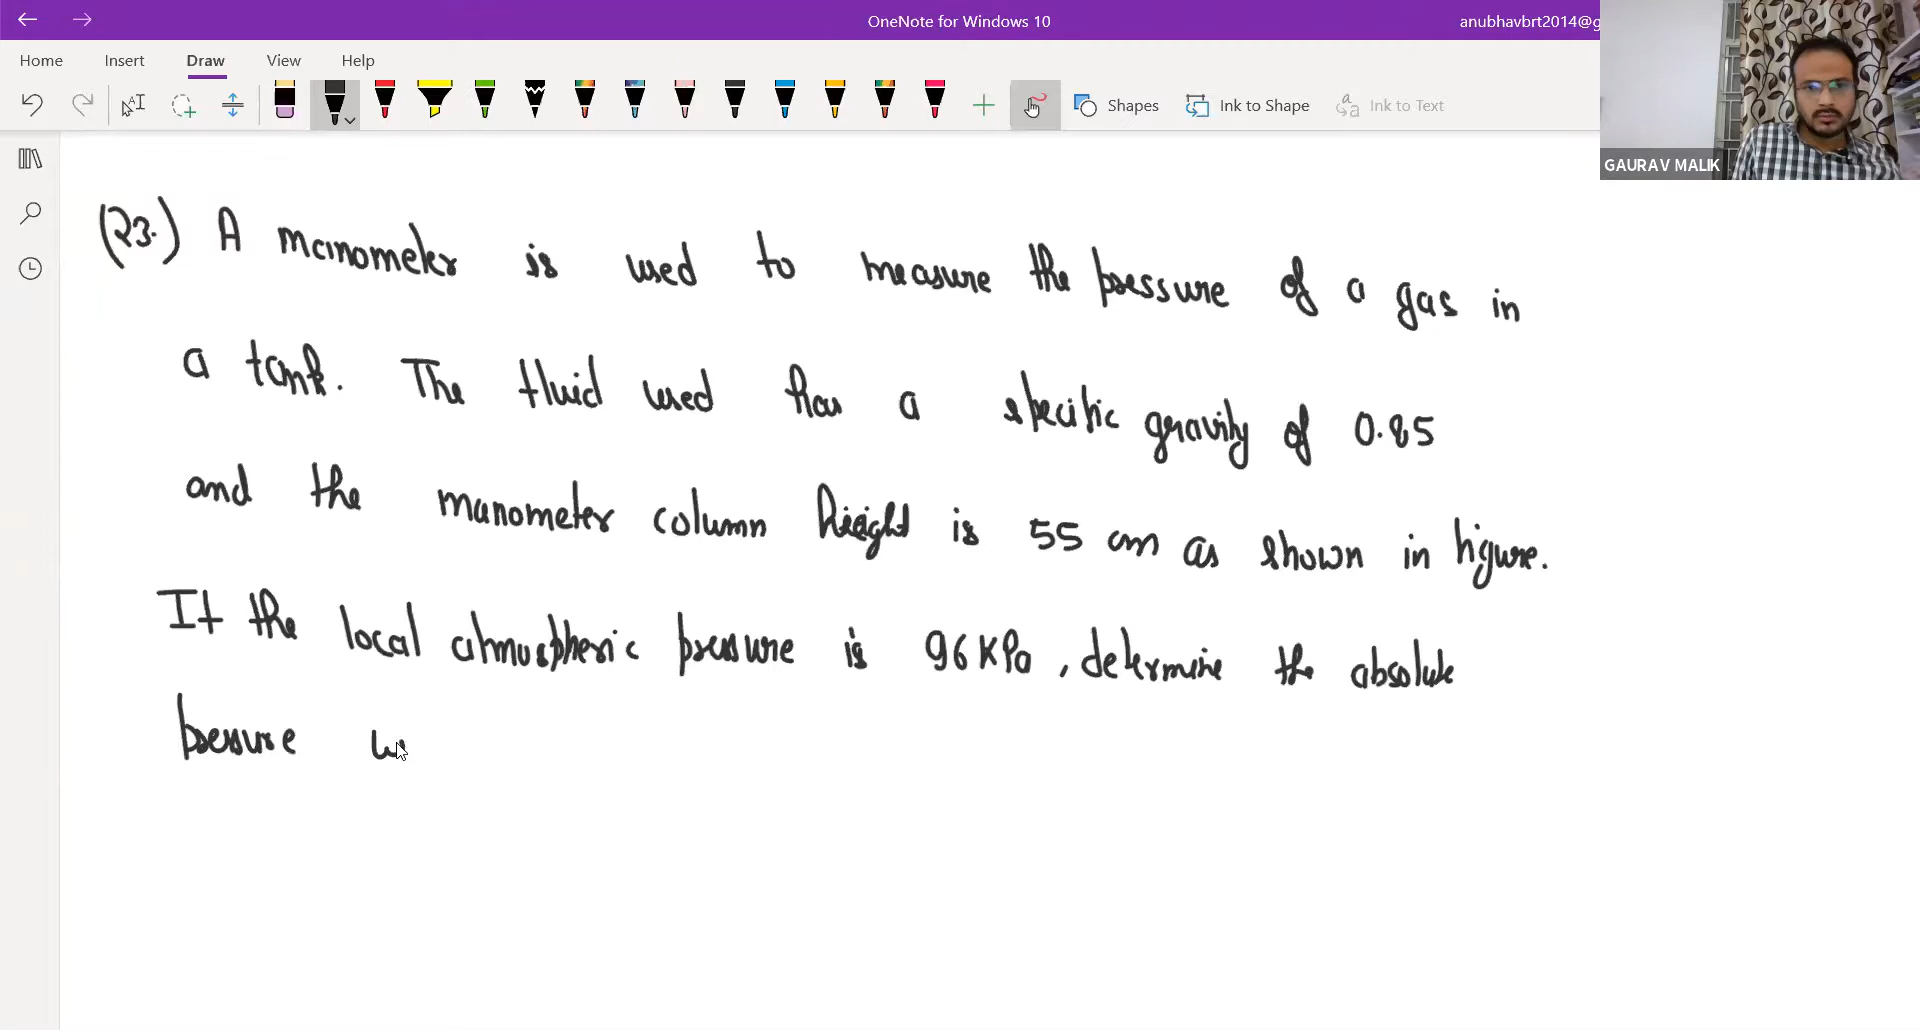 OneNote for Windows 10
anubhavbrt2014@g
Home Insert Draw View Help
Shapes Ink to Shape Ink to Text
GAURAV MALIK
(Q3.) A manometer is used to measure the pressure of a gas in
a tank. The fluid used has a specific gravity of 0.85
and the manometer column height is 55 cm as shown in figure.
If the local atmospheric pressure is 96 KPa, determine the absolute
pressure w